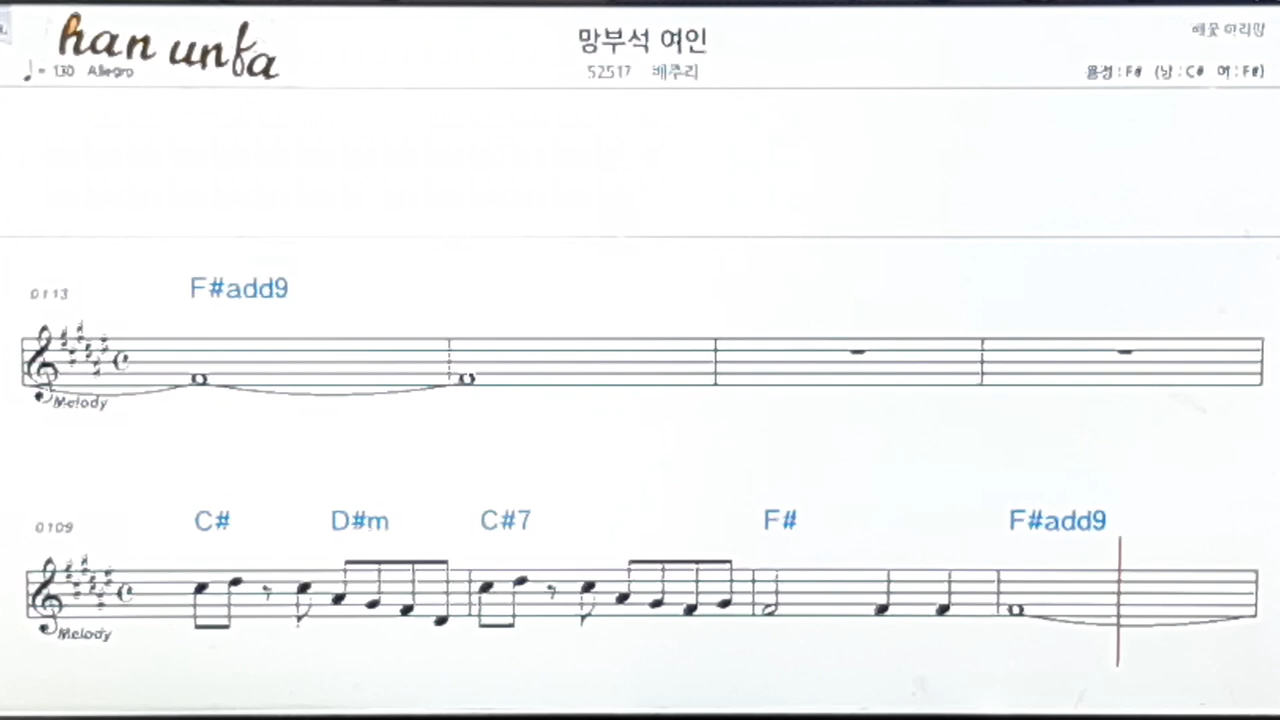 han unfa
망부석 여인
♩= 130 Allegro
52517 배주리
음정 : F# (남 : C# 여 : F#)
0113
F#add9
Melody
0109
C# D#m C#7 F# F#add9
Melody